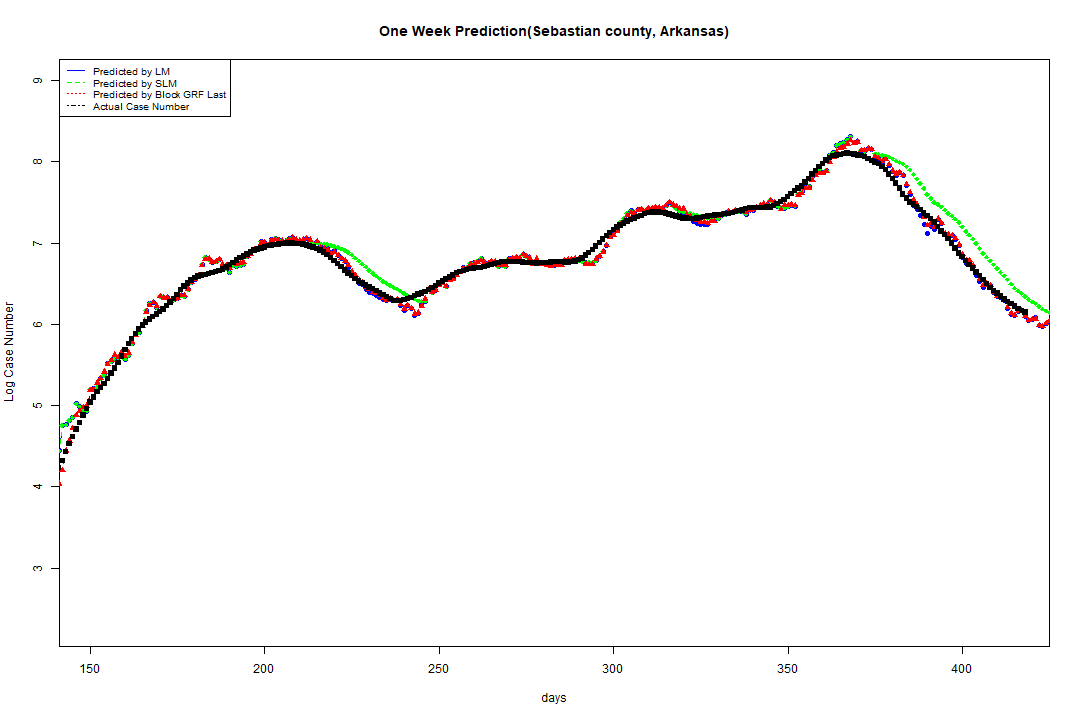 One Week Prediction(Sebastian county, Arkansas)
Predicted by LM
Predicted by SLM
Predicted by Block GRF Last
Actual Case Number
9
8
7
6
5
4
3
Log Case Number
150 200 250 300 350 400
days